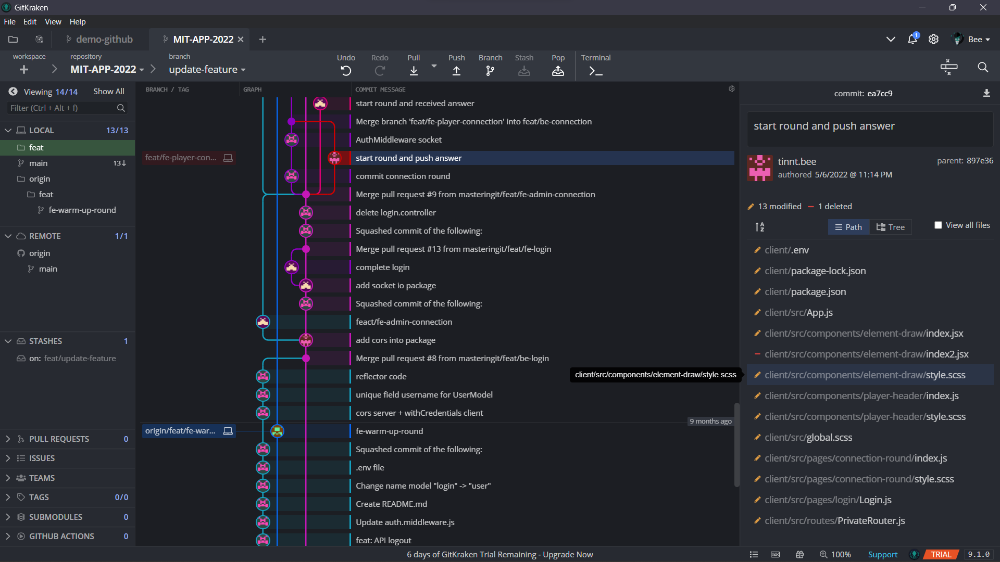 GitKraken
File Edit View Help
demo-github
MIT-APP-2022
1
Bee
workspace
repository
MIT-APP-2022
branch
update-feature
Undo
Redo
Pull
Push
Branch
Stash
Pop
Terminal
Viewing 14/14 Show All
Filter (Ctrl + Alt + f)
LOCAL 13/13
feat
main 13↓
origin
feat
fe-warm-up-round
REMOTE 1/1
origin
main
STASHES 1
on: feat/update-feature
PULL REQUESTS 0
ISSUES
TEAMS
TAGS 0/0
SUBMODULES 0
GITHUB ACTIONS 0
BRANCH / TAG GRAPH COMMIT MESSAGE
start round and received answer
Merge branch 'feat/fe-player-connection' into feat/be-connection
AuthMiddleware socket
feat/fe-player-con... start round and push answer
commit connection round
Merge pull request #9 from masteringit/feat/fe-admin-connection
delete login.controller
Squashed commit of the following:
Merge pull request #13 from masteringit/feat/fe-login
complete login
add socket io package
Squashed commit of the following:
feact/fe-admin-connection
add cors into package
Merge pull request #8 from masteringit/feat/be-login
reflector code
unique field username for UserModel
cors server + withCredentials client
9 months ago
origin/feat/fe-war... fe-warm-up-round
Squashed commit of the following:
.env file
Change name model "login" -> "user"
Create README.md
Update auth.middleware.js
feat: API logout
client/src/components/element-draw/style.scss
commit: ea7cc9
start round and push answer
tinnt.bee
authored 5/6/2022 @ 11:14 PM
parent: 897e36
13 modified 1 deleted
Path Tree View all files
client/.env
client/package-lock.json
client/package.json
client/src/App.js
client/src/components/element-draw/index.jsx
client/src/components/element-draw/index2.jsx
client/src/components/element-draw/style.scss
client/src/components/player-header/index.js
client/src/components/player-header/style.scss
client/src/global.scss
client/src/pages/connection-round/index.js
client/src/pages/connection-round/style.scss
client/src/pages/login/Login.js
client/src/routes/PrivateRouter.js
6 days of GitKraken Trial Remaining - Upgrade Now
100% Support TRIAL 9.1.0